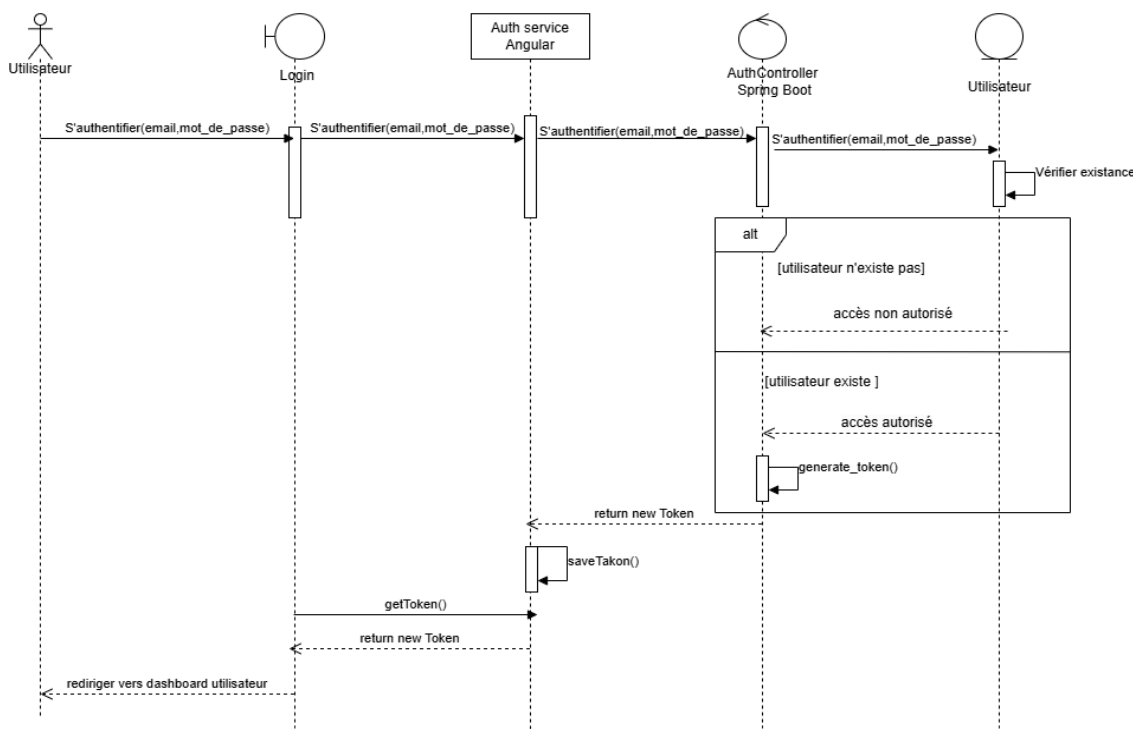 Auth service
Angular
Utilisateur
Login
AuthController
Spring Boot
Utilisateur
S'authentifier(email,mot_de_passe)
S'authentifier(email,mot_de_passe)
S'authentifier(email,mot_de_passe)
S'authentifier(email,mot_de_passe)
Vérifier existance
alt
[utilisateur n'existe pas]
accès non autorisé
[utilisateur existe ]
accès autorisé
generate_token()
return new Token
saveTakon()
getToken()
return new Token
rediriger vers dashboard utilisateur